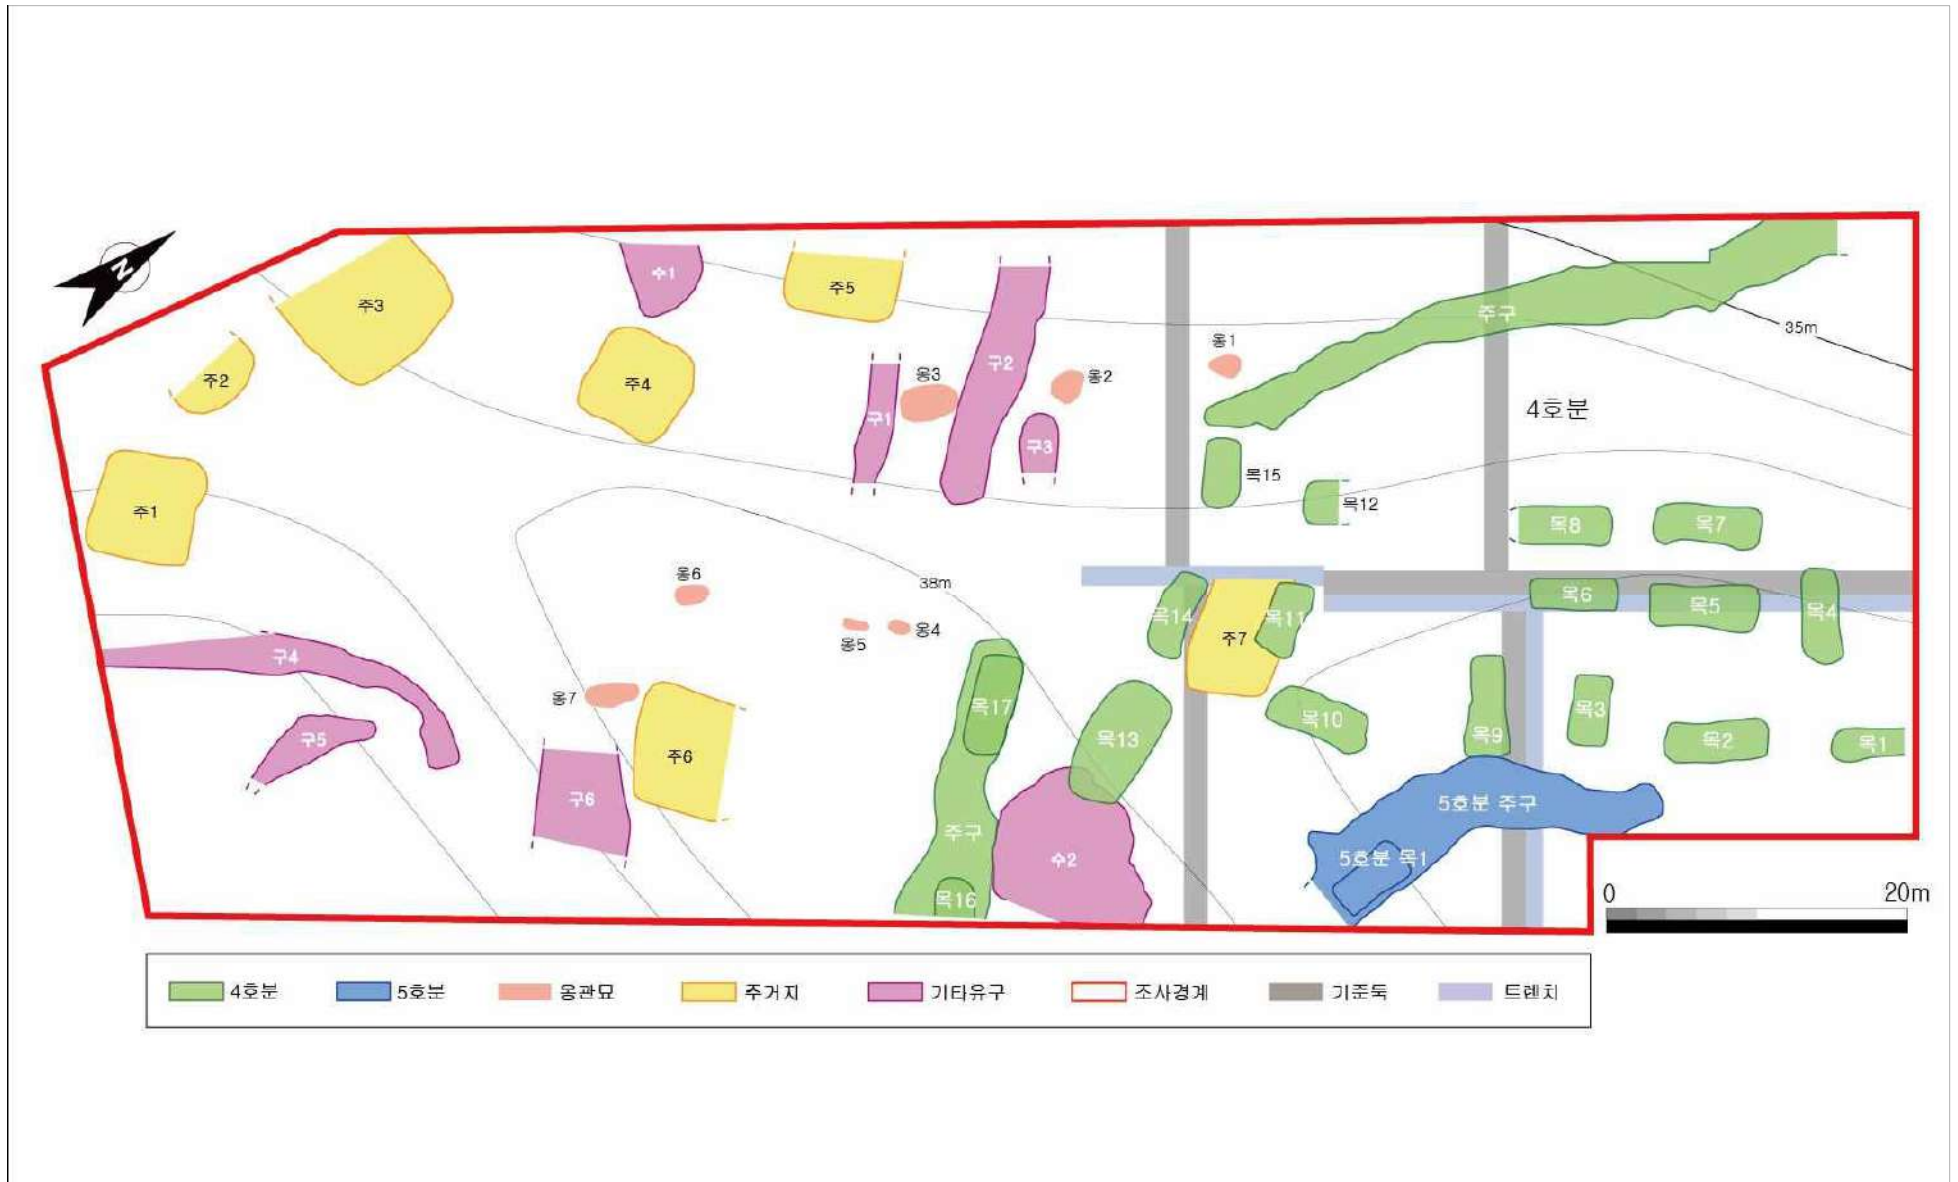 N
수1
주5
주3
구2
주구
35m
옹1
주2
주4
옹3
옹2
4호분
구1
구3
목15
목12
주1
목8
목7
38m
옹6
목6
목5
목4
목14
목11
주7
옹5
옹4
구4
옹7
목17
목13
목10
목9
목3
목2
목1
구5
주6
구6
주구
수2
5호분 주구
5호분 목1
목16
0 20m
4호분 5호분 옹관묘 주거지 기타유구 조사경계 기준둑 트렌치